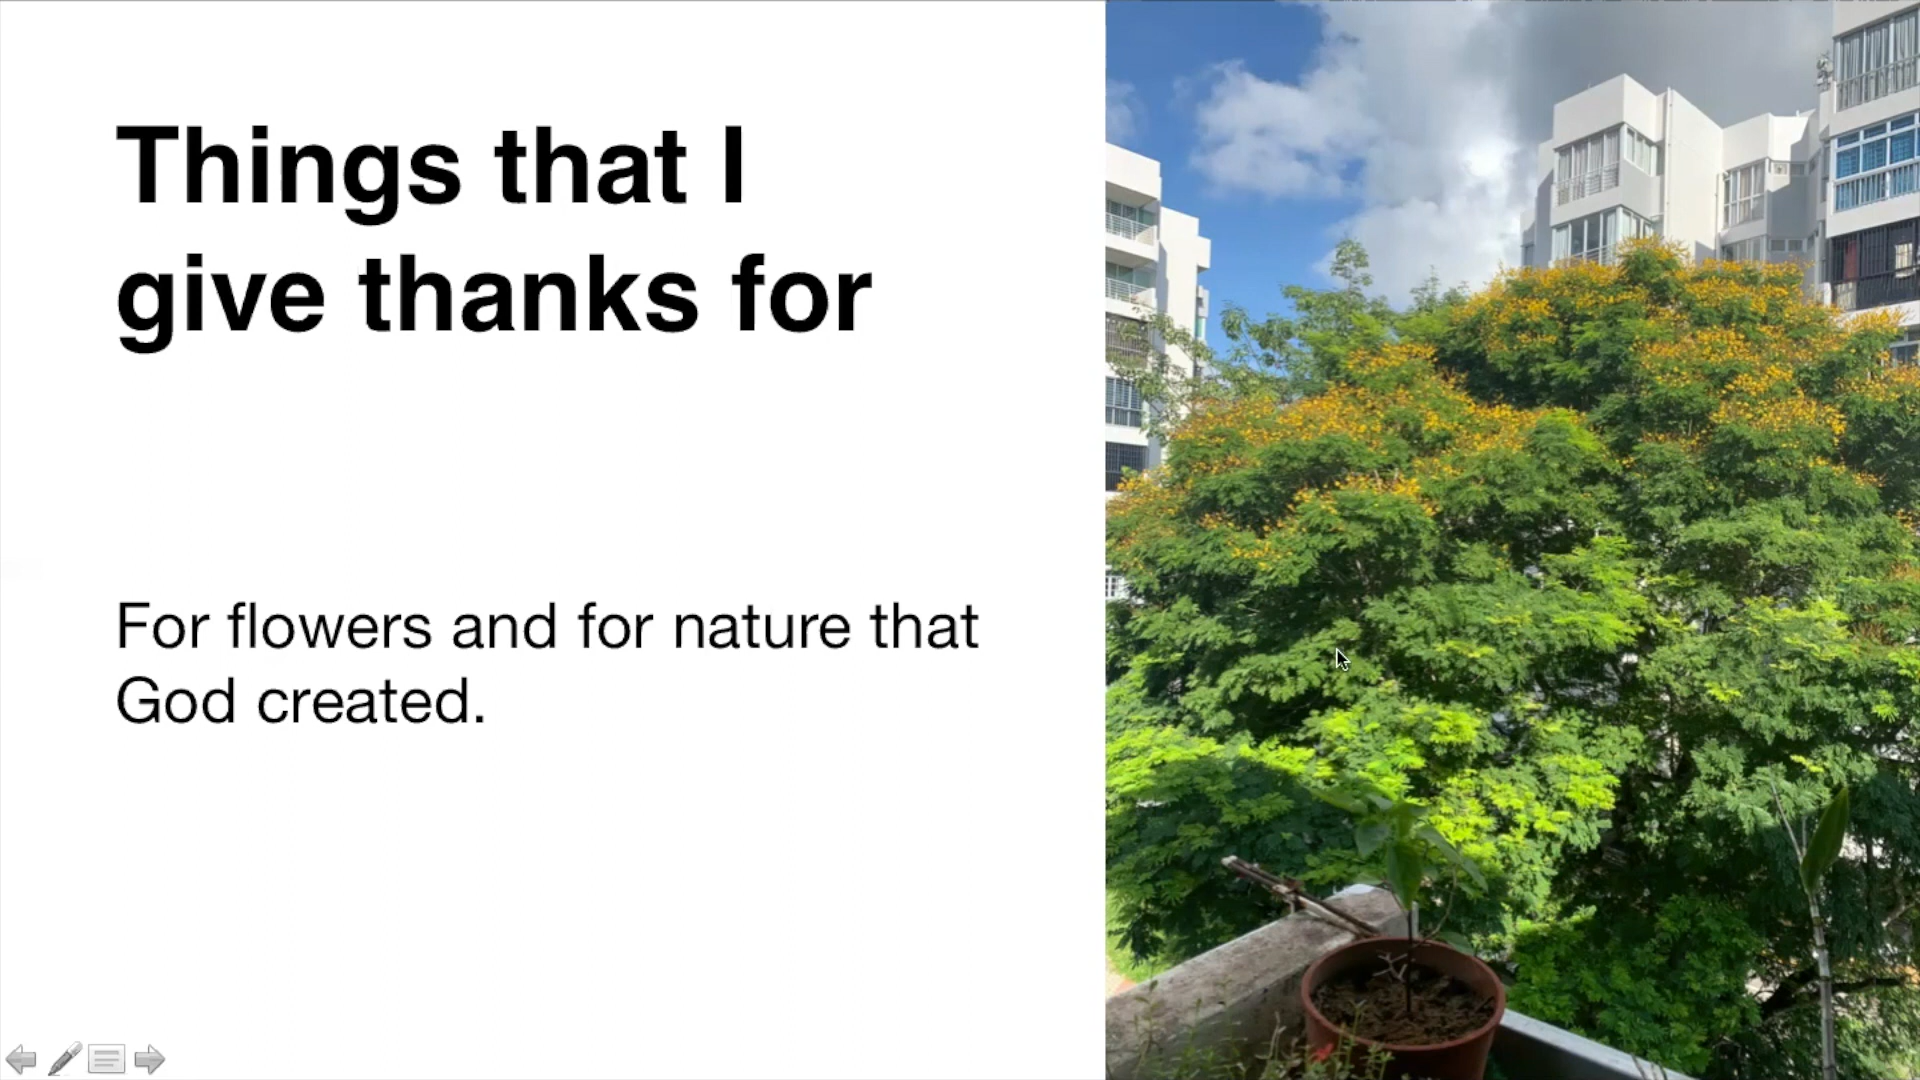 Things that I
give thanks for
For flowers and for nature that
God created.